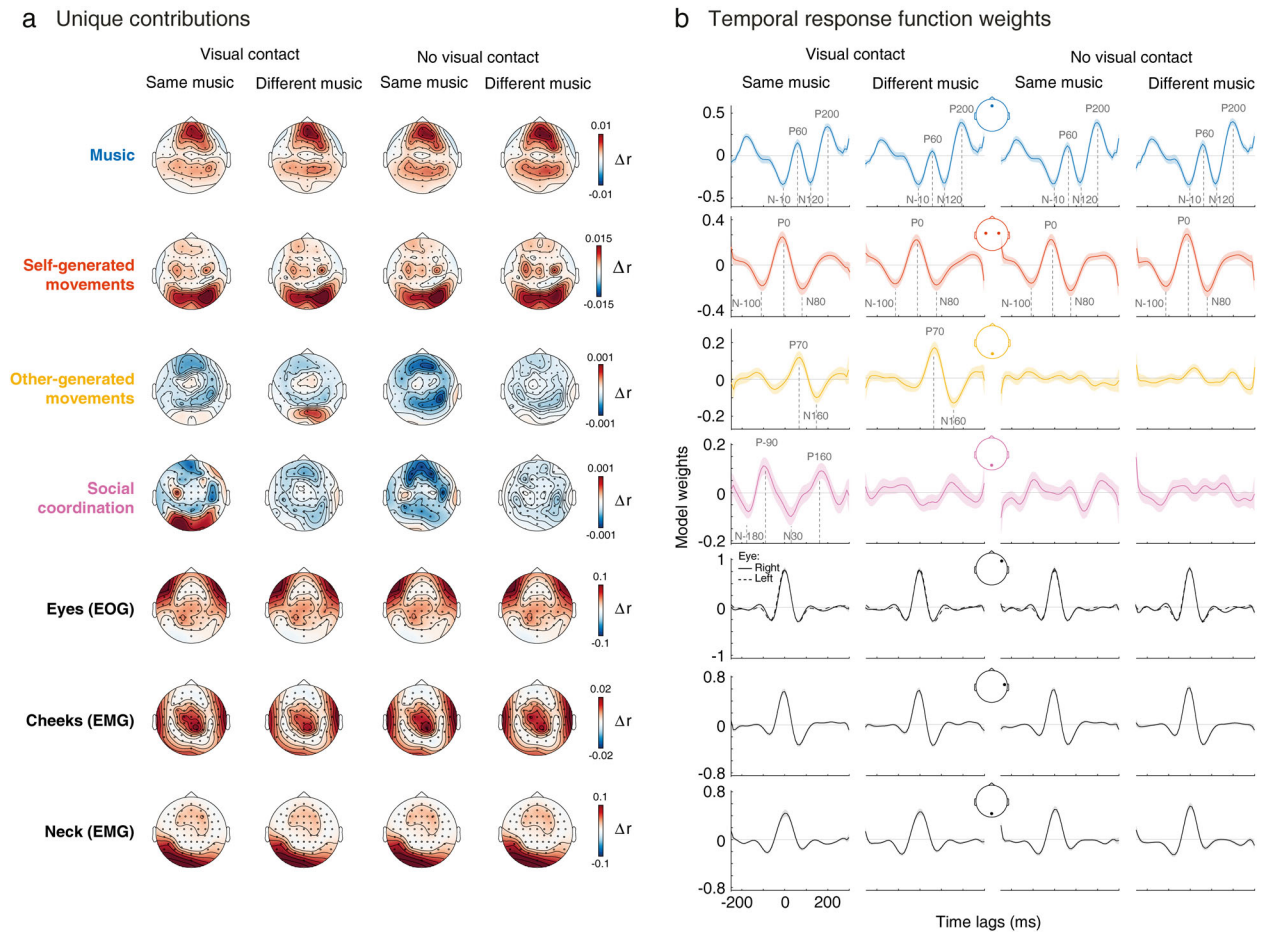 a Unique contributions
Visual contact
No visual contact
Same music
Different music
Same music
Different music
Music
0.01
Δr
-0.01
Self-generated
movements
0.015
Δr
-0.015
Other-generated
movements
0.001
Δr
-0.001
Social
coordination
0.001
Δr
-0.001
Eyes (EOG)
0.1
Δr
-0.1
Cheeks (EMG)
0.02
Δr
-0.02
Neck (EMG)
0.1
Δr
-0.1
b Temporal response function weights
Visual contact
No visual contact
Same music
Different music
Same music
Different music
0.5
0
-0.5
P60
P200
N-10
N120
P60
P200
N-10
N120
P60
P200
N-10
N120
P60
P200
N-10
N120
0.4
0
-0.4
P0
N-100
N80
P0
N-100
N80
P0
N-100
N80
P0
N-100
N80
0.2
0
-0.2
P70
N160
P70
N160
0.2
0
-0.2
P-90
P160
N-180
N30
Model weights
1
0
-1
Eye:
Right
Left
0.8
0
-0.8
0.8
0
-0.8
-200
0
200
Time lags (ms)